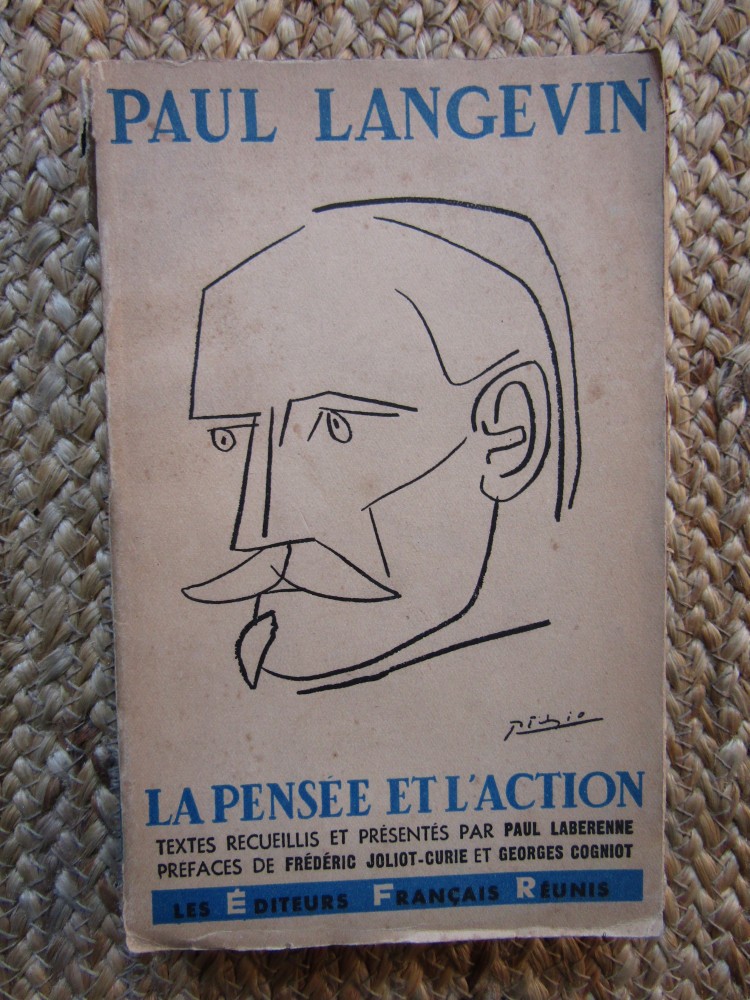 PAUL LANGEVIN
LA PENSÉE ET L'ACTION
TEXTES RECUEILLIS ET PRÉSENTÉS PAR PAUL LABERENNE
PRÉFACES DE FRÉDÉRIC JOLIOT-CURIE ET GEORGES COGNIOT
LES ÉDITEURS FRANÇAIS RÉUNIS